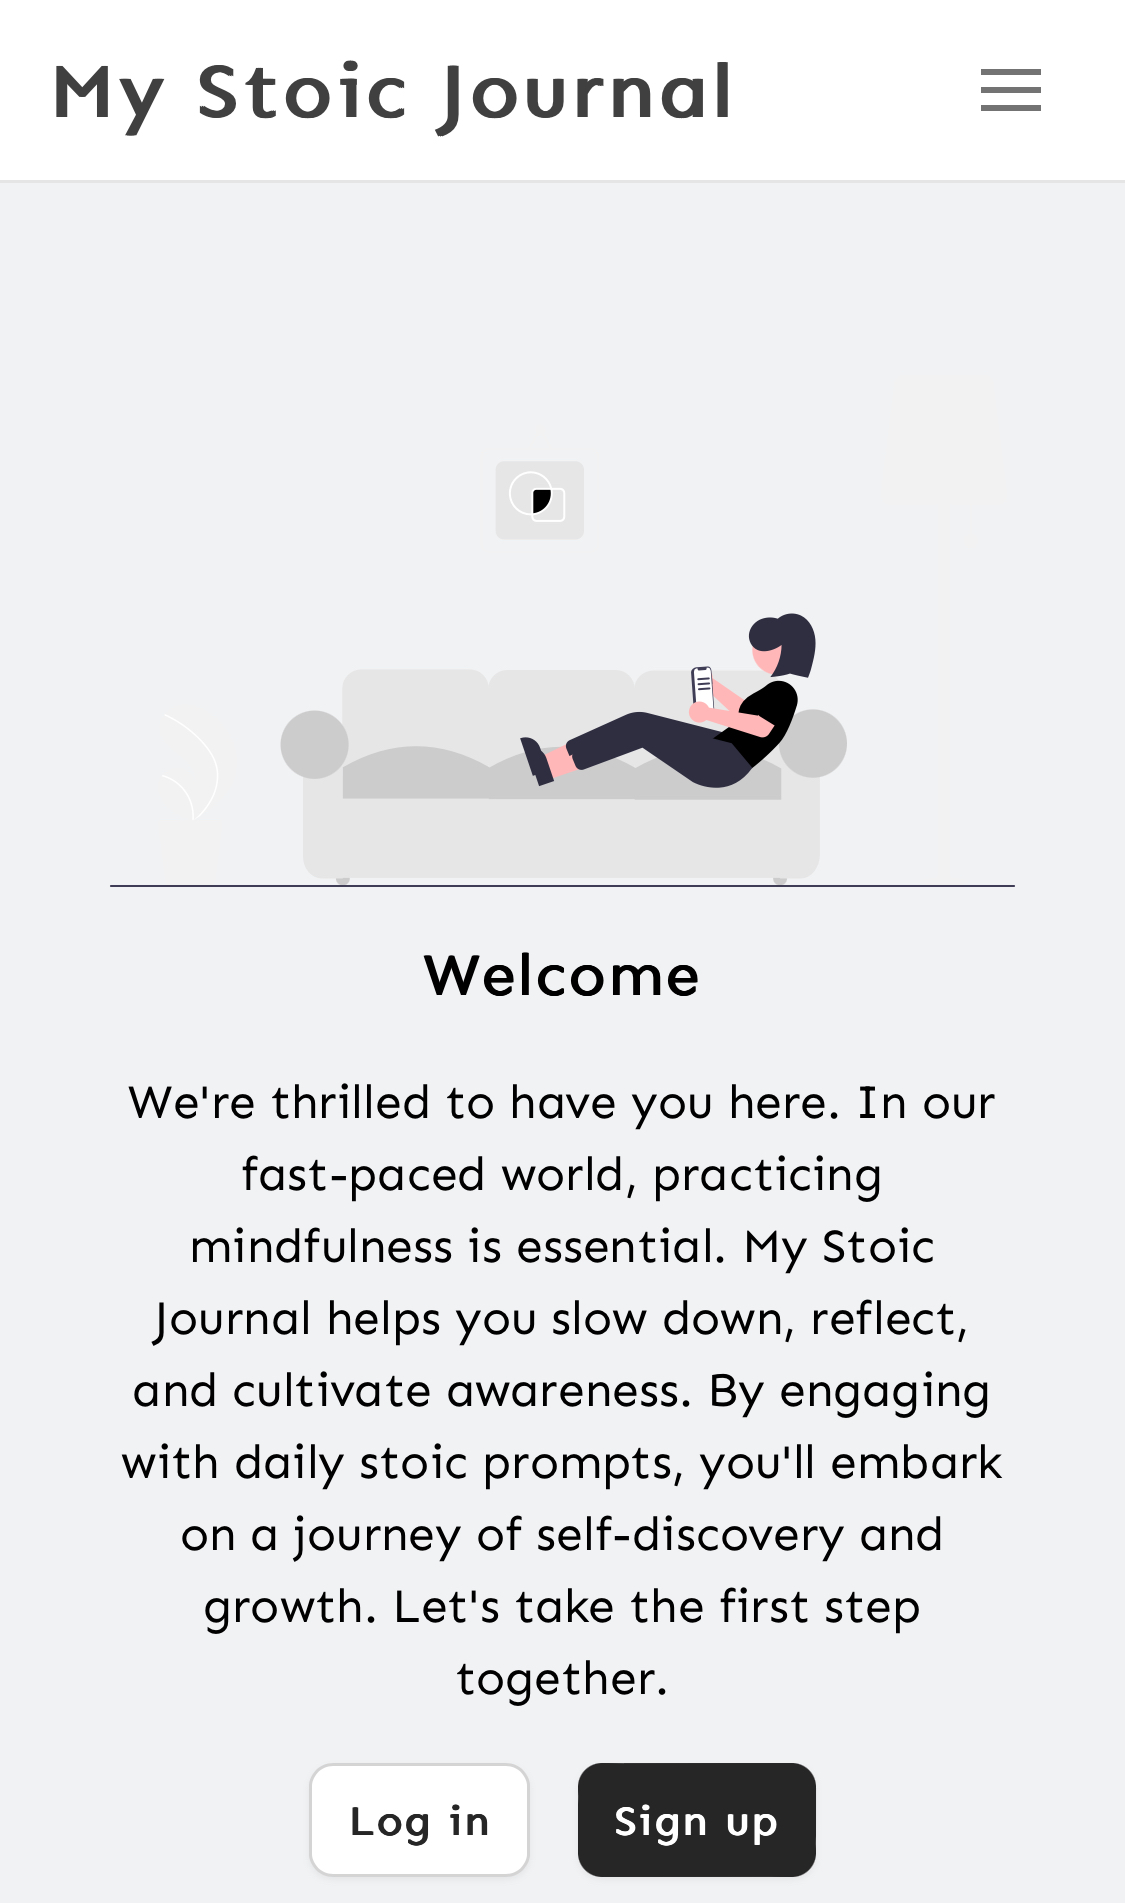 My Stoic Journal
Welcome
We're thrilled to have you here. In our
fast-paced world, practicing
mindfulness is essential. My Stoic
Journal helps you slow down, reflect,
and cultivate awareness. By engaging
with daily stoic prompts, you'll embark
on a journey of self-discovery and
growth. Let's take the first step
together.
Log in
Sign up